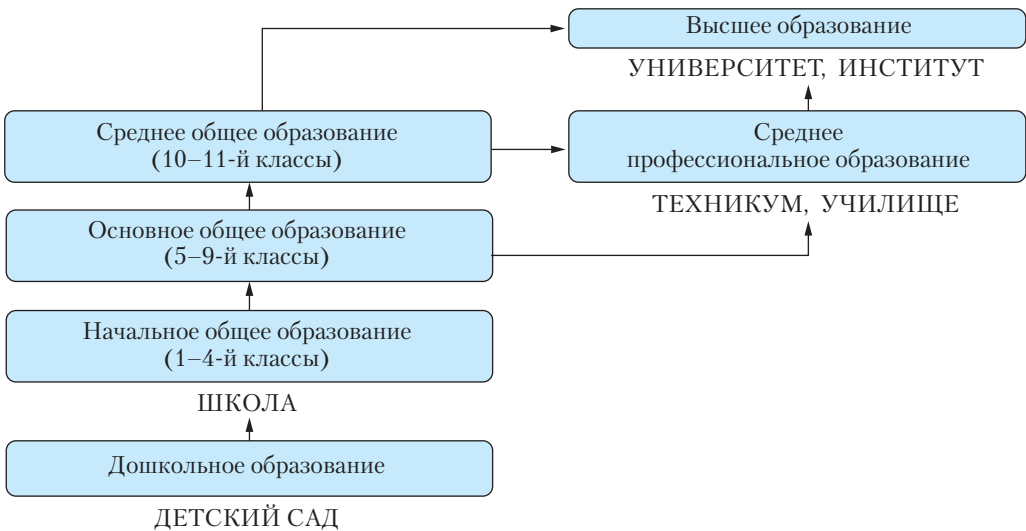 Высшее образование
УНИВЕРСИТЕТ, ИНСТИТУТ
Среднее общее образование
(10–11-й классы)
Среднее
профессиональное образование
ТЕХНИКУМ, УЧИЛИЩЕ
Основное общее образование
(5–9-й классы)
Начальное общее образование
(1–4-й классы)
ШКОЛА
Дошкольное образование
ДЕТСКИЙ САД